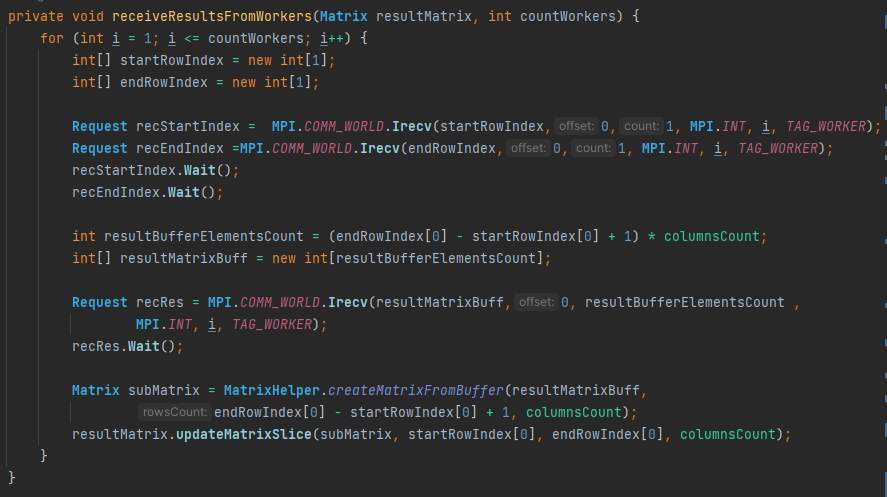 private void receiveResultsFromWorkers(Matrix resultMatrix, int countWorkers) {
for (int i = 1; i <= countWorkers; i++) {
int[] startRowIndex = new int[1];
int[] endRowIndex = new int[1];
Request recStartIndex =  MPI.COMM_WORLD.Irecv(startRowIndex, offset: 0, count: 1, MPI.INT, i, TAG_WORKER);
Request recEndIndex =MPI.COMM_WORLD.Irecv(endRowIndex, offset: 0, count: 1, MPI.INT, i, TAG_WORKER);
recStartIndex.Wait();
recEndIndex.Wait();
int resultBufferElementsCount = (endRowIndex[0] - startRowIndex[0] + 1) * columnsCount;
int[] resultMatrixBuff = new int[resultBufferElementsCount];
Request recRes = MPI.COMM_WORLD.Irecv(resultMatrixBuff, offset: 0, resultBufferElementsCount ,
MPI.INT, i, TAG_WORKER);
recRes.Wait();
Matrix subMatrix = MatrixHelper.createMatrixFromBuffer(resultMatrixBuff,
rowsCount: endRowIndex[0] - startRowIndex[0] + 1, columnsCount);
resultMatrix.updateMatrixSlice(subMatrix, startRowIndex[0], endRowIndex[0], columnsCount);
}
}